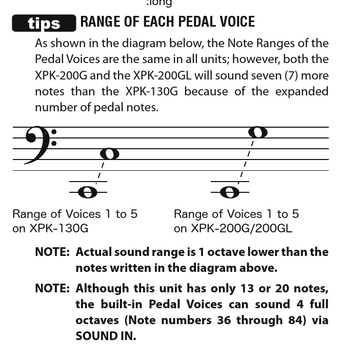 :long
tips RANGE OF EACH PEDAL VOICE
As shown in the diagram below, the Note Ranges of the
Pedal Voices are the same in all units; however, both the
XPK-200G and the XPK-200GL will sound seven (7) more
notes than the XPK-130G because of the expanded
number of pedal notes.
Range of Voices 1 to 5
on XPK-130G
Range of Voices 1 to 5
on XPK-200G/200GL
NOTE: Actual sound range is 1 octave lower than the
notes written in the diagram above.
NOTE: Although this unit has only 13 or 20 notes,
the built-in Pedal Voices can sound 4 full
octaves (Note numbers 36 through 84) via
SOUND IN.